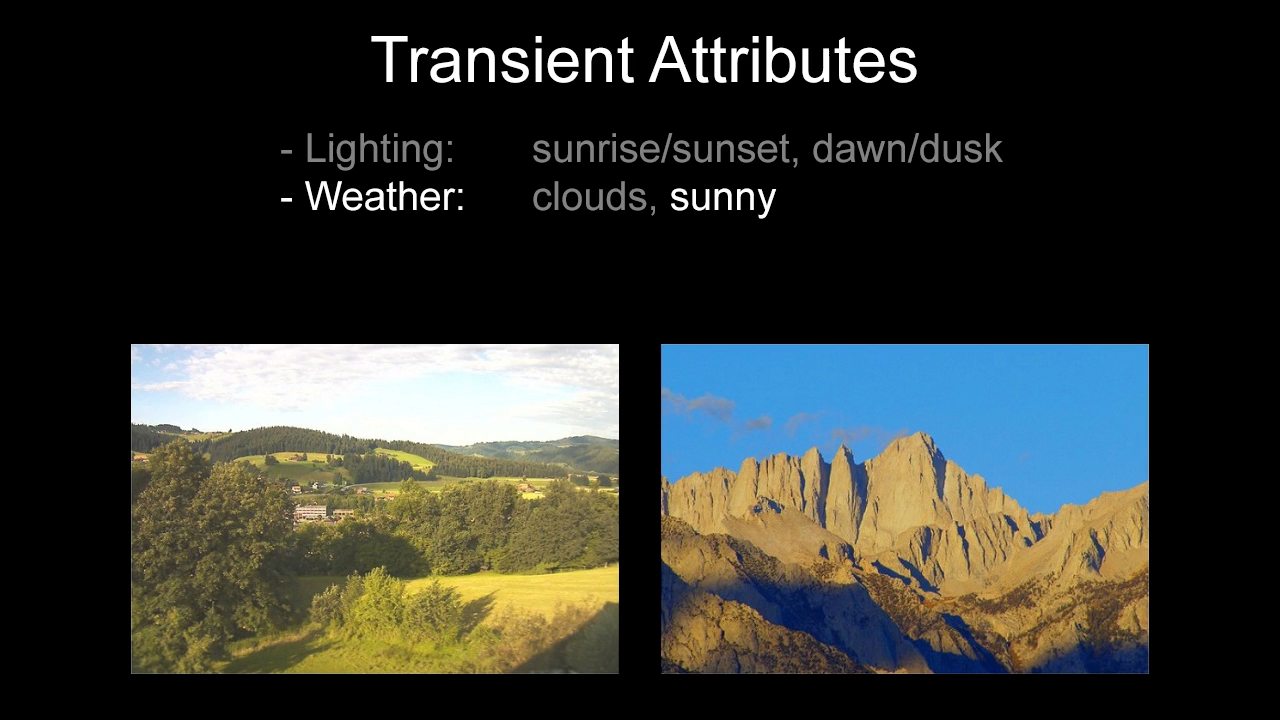 Transient Attributes
- Lighting: sunrise/sunset, dawn/dusk
- Weather: clouds, sunny